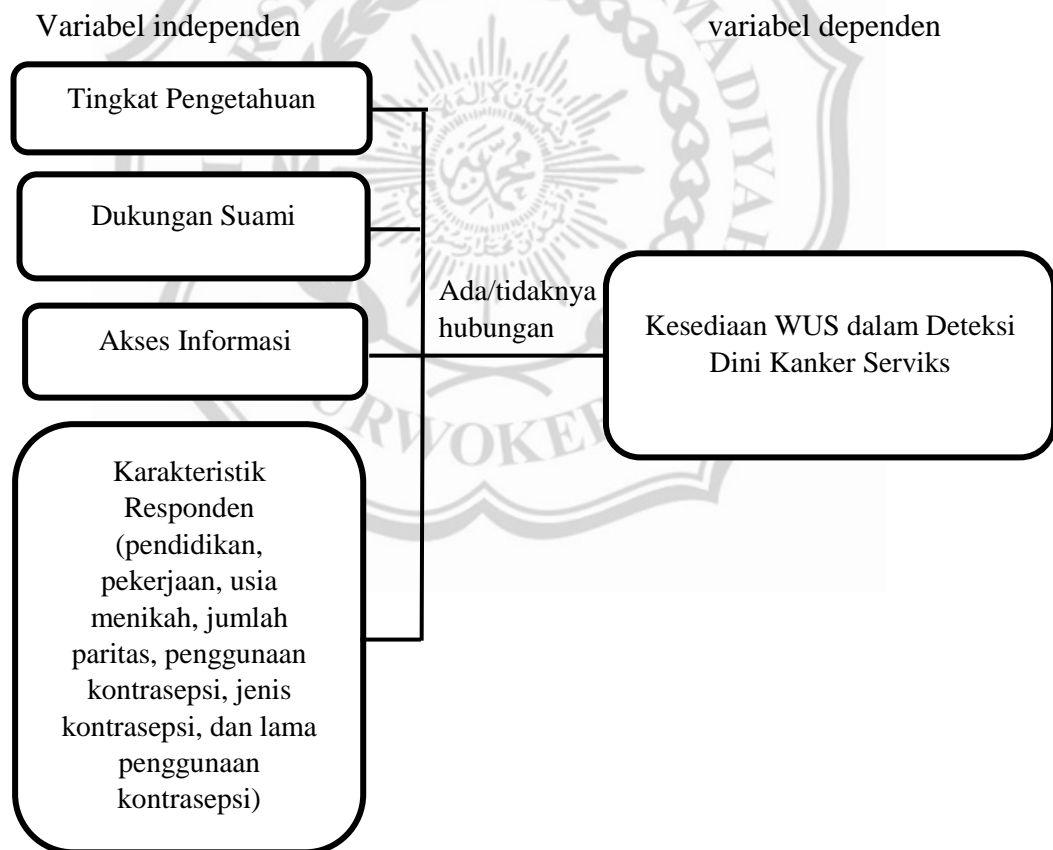 Variabel independen
variabel dependen
Tingkat Pengetahuan
Dukungan Suami
Akses Informasi
Ada/tidaknya
hubungan
Kesediaan WUS dalam Deteksi
Dini Kanker Serviks
Karakteristik
Responden
(pendidikan,
pekerjaan, usia
menikah, jumlah
paritas, penggunaan
kontrasepsi, jenis
kontrasepsi, dan lama
penggunaan
kontrasepsi)